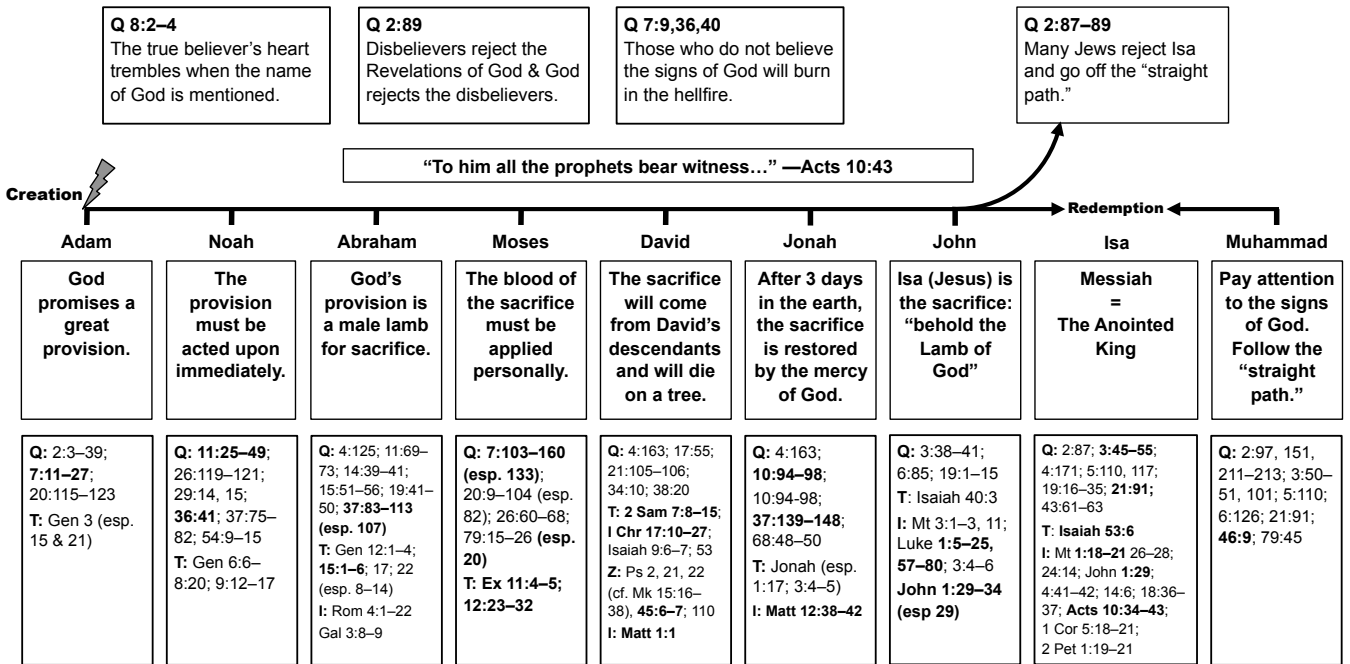 Q 8:2–4
The true believer’s heart
trembles when the name
of God is mentioned.
Q 2:89
Disbelievers reject the
Revelations of God & God
rejects the disbelievers.
Q 7:9,36,40
Those who do not believe
the signs of God will burn
in the hellfire.
Q 2:87–89
Many Jews reject Isa
and go off the “straight
path.”
“To him all the prophets bear witness…” —Acts 10:43
Creation
Redemption
Adam
Noah
Abraham
Moses
David
Jonah
John
Isa
Muhammad
God
promises a
great
provision.
The
provision
must be
acted upon
immediately.
God’s
provision is
a male lamb
for sacrifice.
The blood of
the sacrifice
must be
applied
personally.
The sacrifice
will come
from David’s
descendants
and will die
on a tree.
After 3 days
in the earth,
the sacrifice
is restored
by the mercy
of God.
Isa (Jesus) is
the sacrifice:
“behold the
Lamb of
God”
Messiah
=
The Anointed
King
Pay attention
to the signs
of God.
Follow the
“straight
path.”
Q: 2:3–39;
7:11–27;
20:115–123
T: Gen 3 (esp.
15 & 21)
Q: 11:25–49;
26:119–121;
29:14, 15;
36:41; 37:75–
82; 54:9–15
T: Gen 6:6–
8:20; 9:12–17
Q: 4:125; 11:69–
73; 14:39–41;
15:51–56; 19:41–
50; 37:83–113
(esp. 107)
T: Gen 12:1–4;
15:1–6; 17; 22
(esp. 8–14)
I: Rom 4:1–22
Gal 3:8–9
Q: 7:103–160
(esp. 133);
20:9–104 (esp.
82); 26:60–68;
79:15–26 (esp.
20)
T: Ex 11:4–5;
12:23–32
Q: 4:163; 17:55;
21:105–106;
34:10; 38:20
T: 2 Sam 7:8–15;
I Chr 17:10–27;
Isaiah 9:6–7; 53
Z: Ps 2, 21, 22
(cf. Mk 15:16–
38), 45:6–7; 110
I: Matt 1:1
Q: 4:163;
10:94–98;
10:94-98;
37:139–148;
68:48–50
T: Jonah (esp.
1:17; 3:4–5)
I: Matt 12:38–42
Q: 3:38–41;
6:85; 19:1–15
T: Isaiah 40:3
I: Mt 3:1–3, 11;
Luke 1:5–25,
57–80; 3:4–6
John 1:29–34
(esp 29)
Q: 2:87; 3:45–55;
4:171; 5:110, 117;
19:16–35; 21:91;
43:61–63
T: Isaiah 53:6
I: Mt 1:18–21 26–28;
24:14; John 1:29;
4:41–42; 14:6; 18:36–
37; Acts 10:34–43;
1 Cor 5:18–21;
2 Pet 1:19–21
Q: 2:97, 151,
211–213; 3:50–
51, 101; 5:110;
6:126; 21:91;
46:9; 79:45